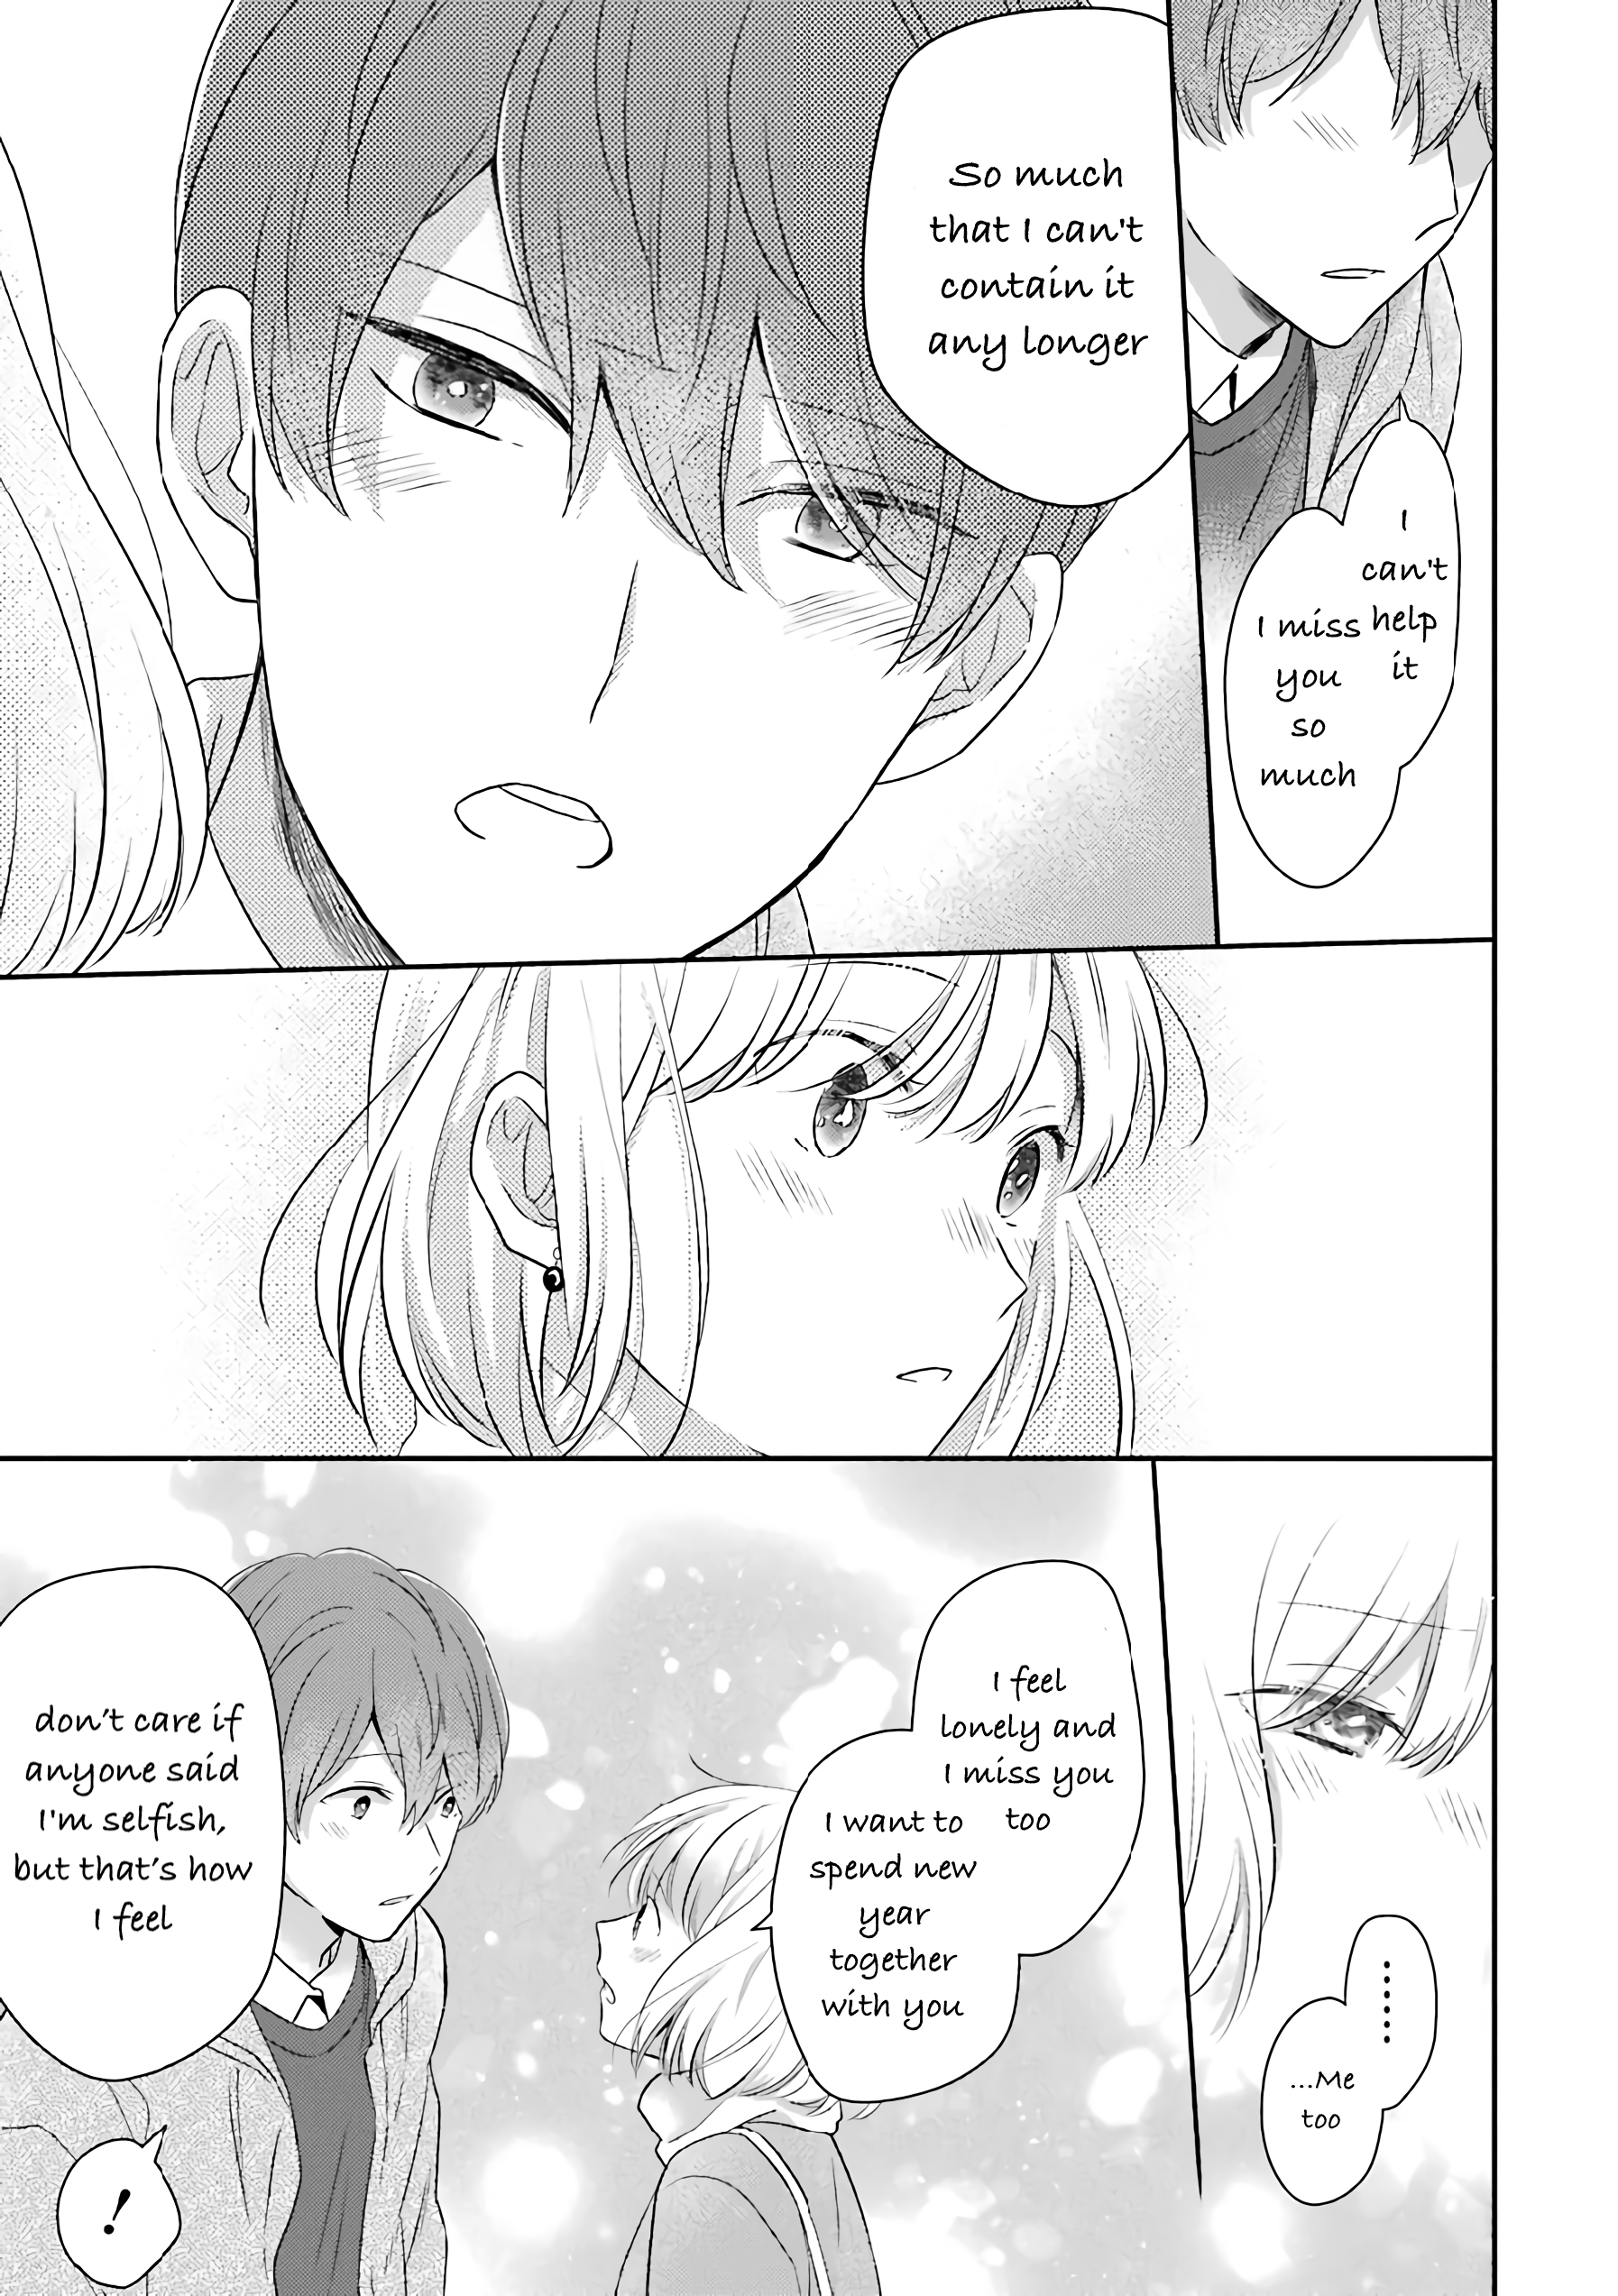 I
can't
help
it
I miss
you
so
much
So much
that I can't
contain it
any longer
......
...Me
too
I feel
lonely and
I miss you
too
I want to
spend new
year
together
with you
don't care if
anyone said
I'm selfish,
but that's how
I feel
!